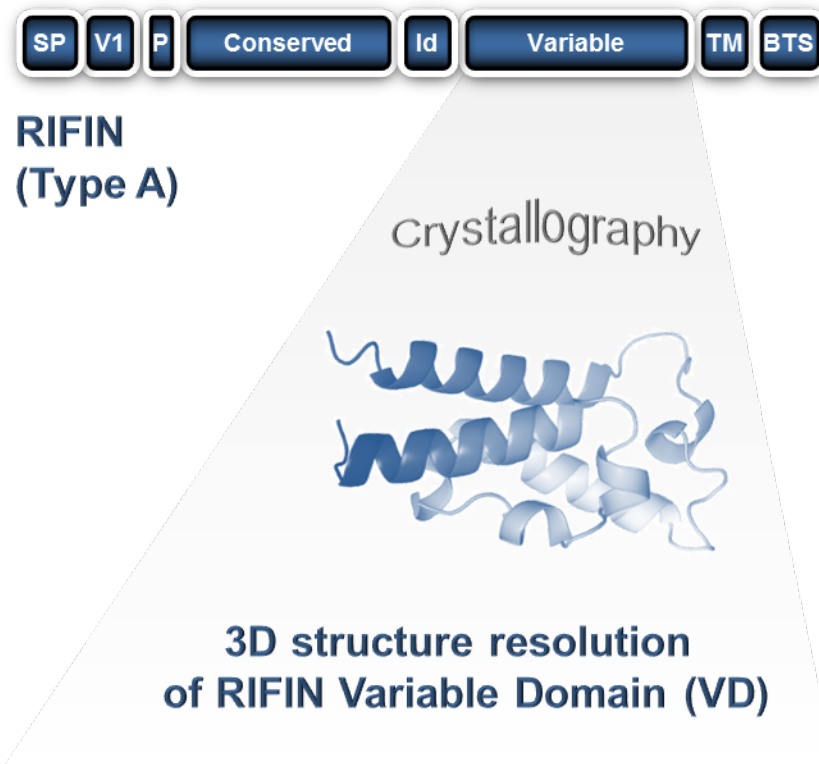 SP V1 P Conserved Id Variable TM BTS
RIFIN
(Type A)
Crystallography
3D structure resolution
of RIFIN Variable Domain (VD)